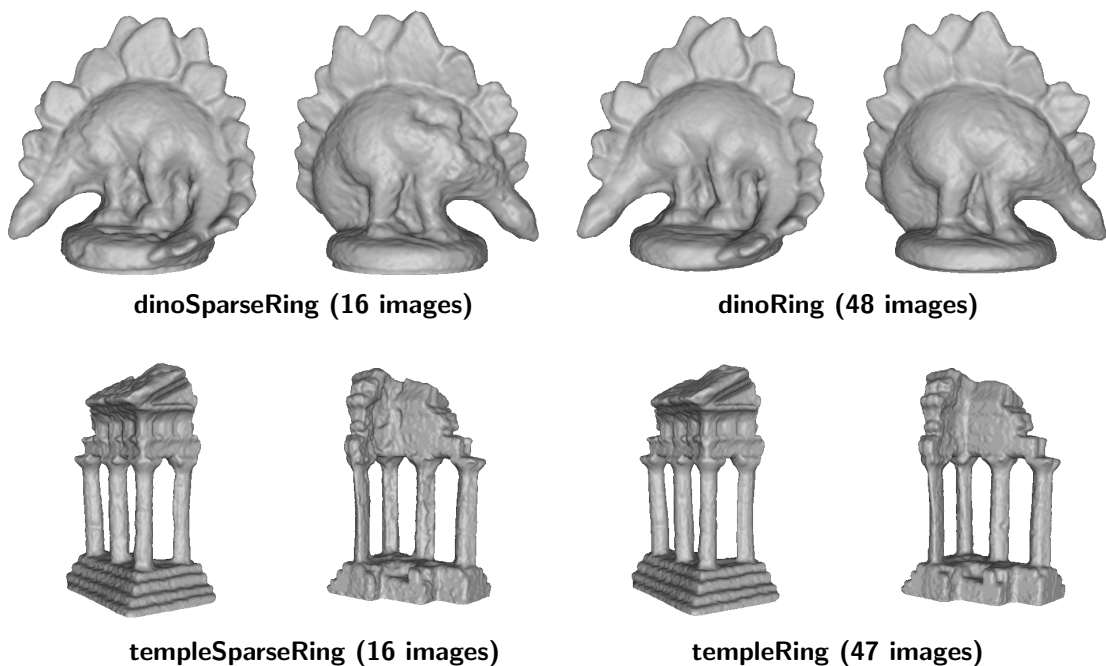 dinoSparseRing (16 images)
dinoRing (48 images)
templeSparseRing (16 images)
templeRing (47 images)